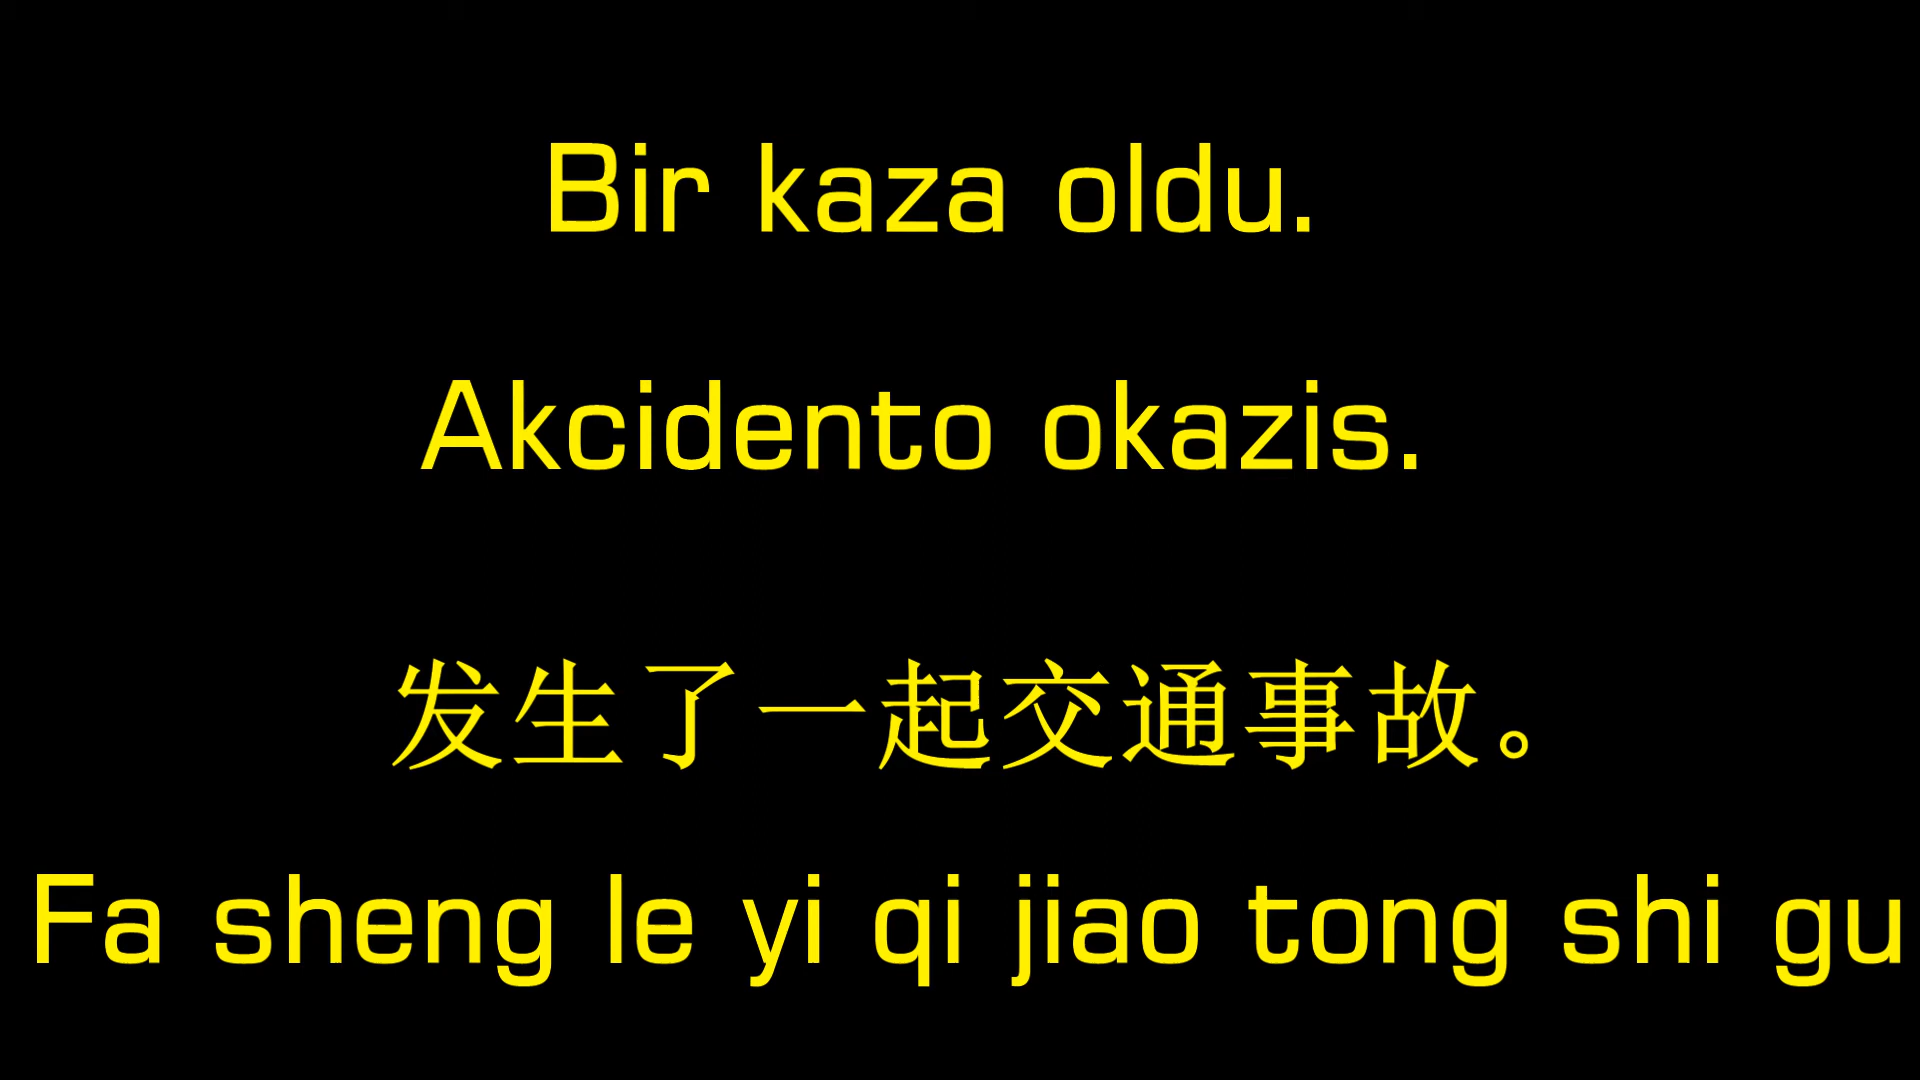 Bir kaza oldu.
Akcidento okazis.
发生了一起交通事故。
Fa sheng le yi qi jiao tong shi gu